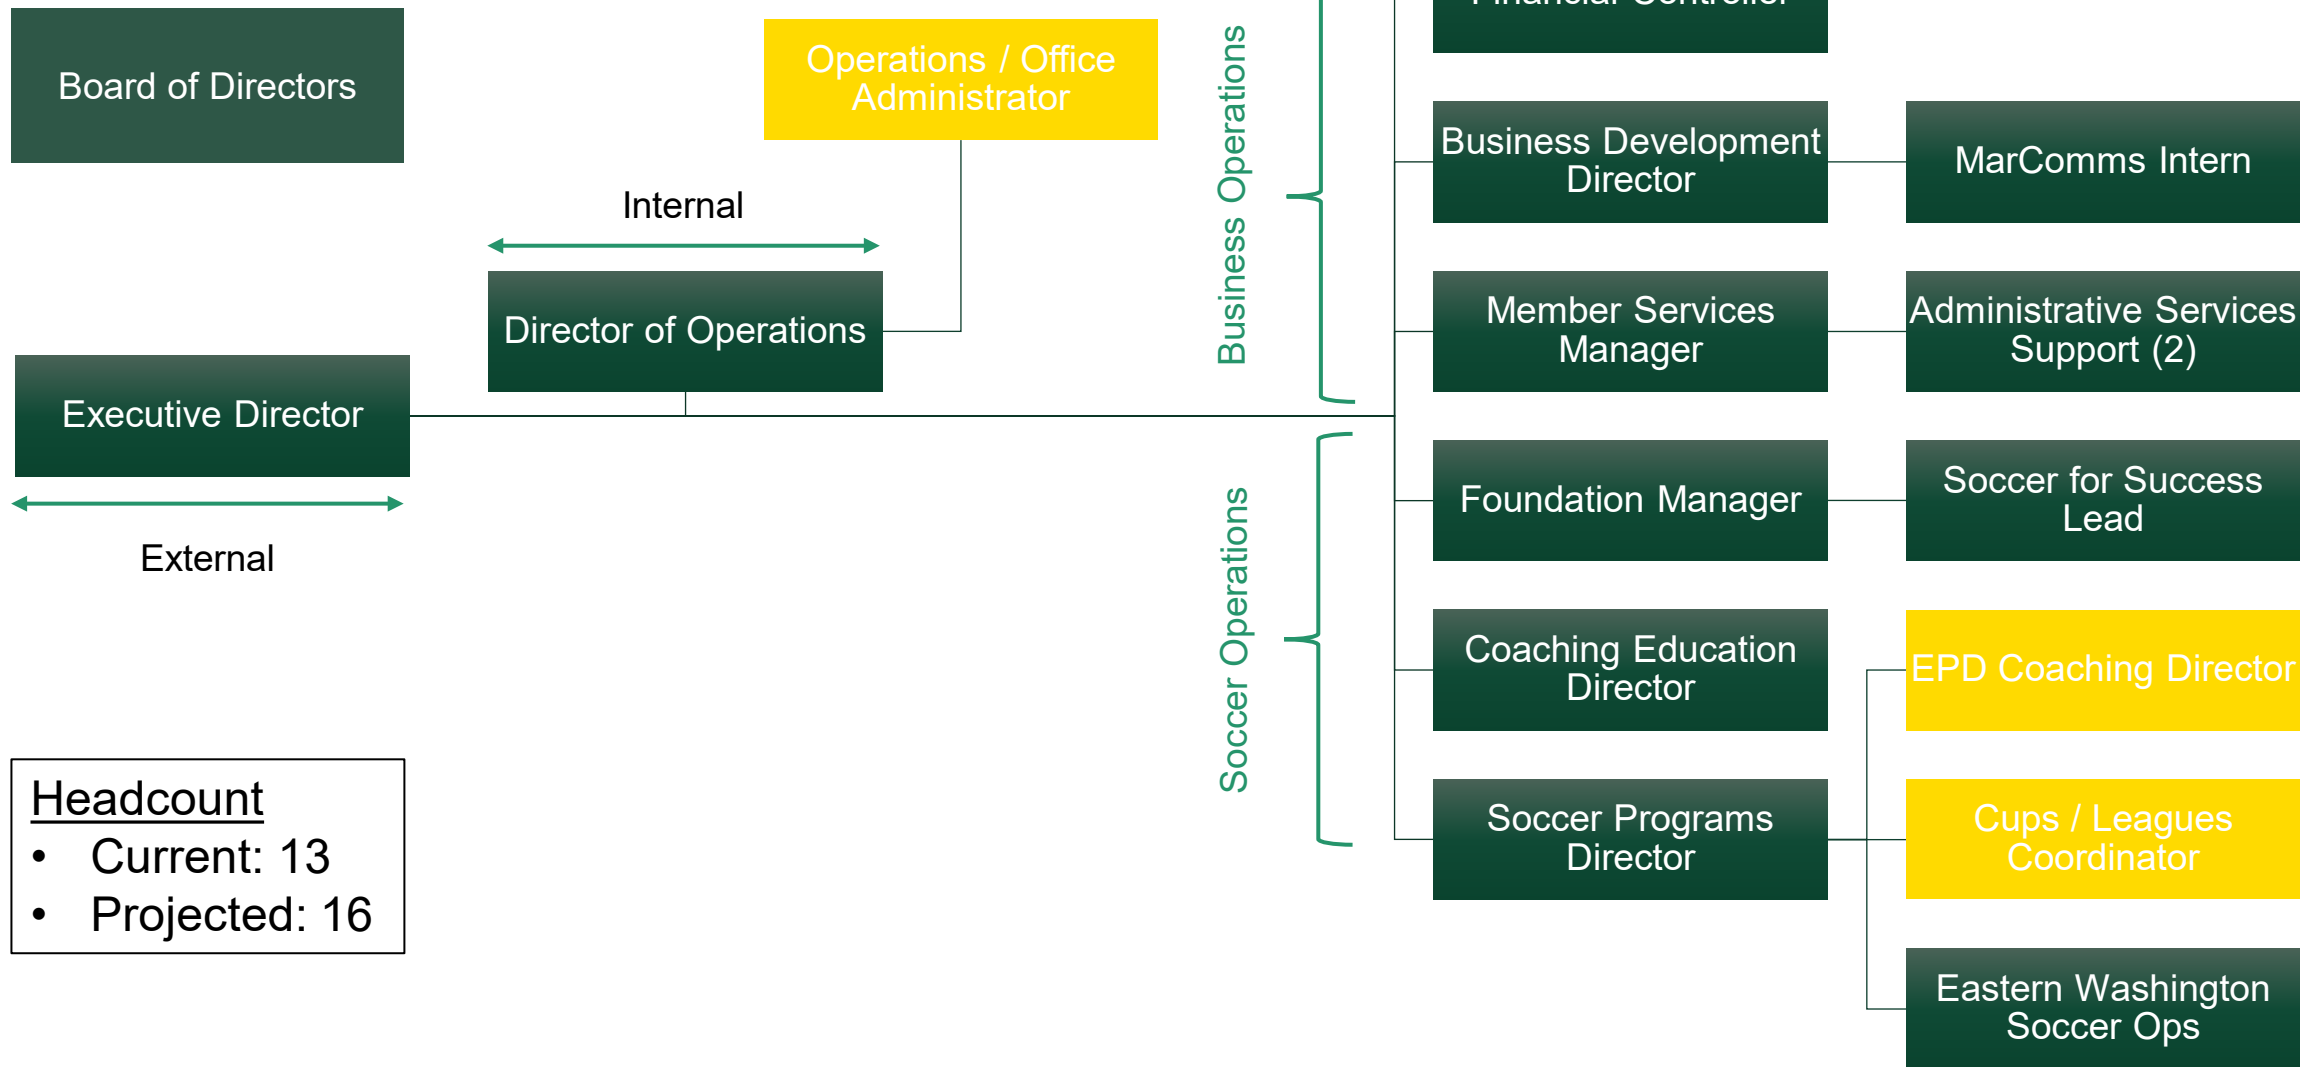 Financial Controller
Board of Directors
Operations / Office
Administrator
Business Operations
Business Development
Director
MarComms Intern
Internal
Director of Operations
Member Services
Manager
Administrative Services
Support (2)
Executive Director
External
Soccer Operations
Foundation Manager
Soccer for Success
Lead
Coaching Education
Director
EPD Coaching Director
Headcount
• Current: 13
• Projected: 16
Soccer Programs
Director
Cups / Leagues
Coordinator
Eastern Washington
Soccer Ops